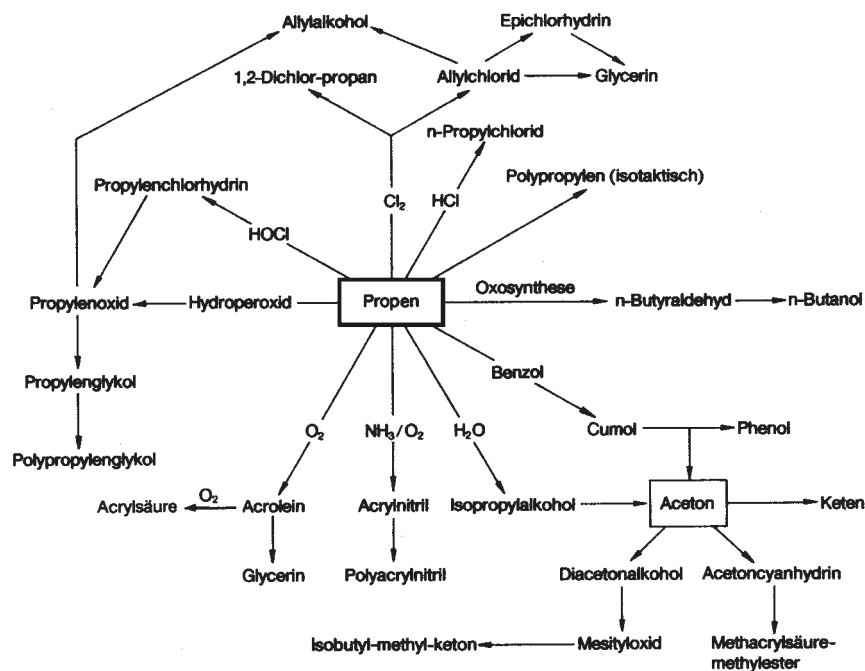 Allylalkohol
Epichlorhydrin
1,2-Dichlor-propan
Allylchlorid
Glycerin
n-Propylchlorid
Propylenchlorhydrin
Polypropylen (isotaktisch)
Cl₂
HCl
HOCl
Propylenoxid
Hydroperoxid
Propen
Oxosynthese
n-Butyraldehyd
n-Butanol
Propylenglykol
Benzol
O₂
NH₃/O₂
H₂O
Cumol
Phenol
Polypropylenglykol
Acrylsäure
O₂
Acrolein
Acrylnitril
Isopropylalkohol
Aceton
Keten
Glycerin
Polyacrylnitril
Diacetonalkohol
Acetoncyanhydrin
Isobutyl-methyl-keton
Mesityloxid
Methacrylsäure-
methylester